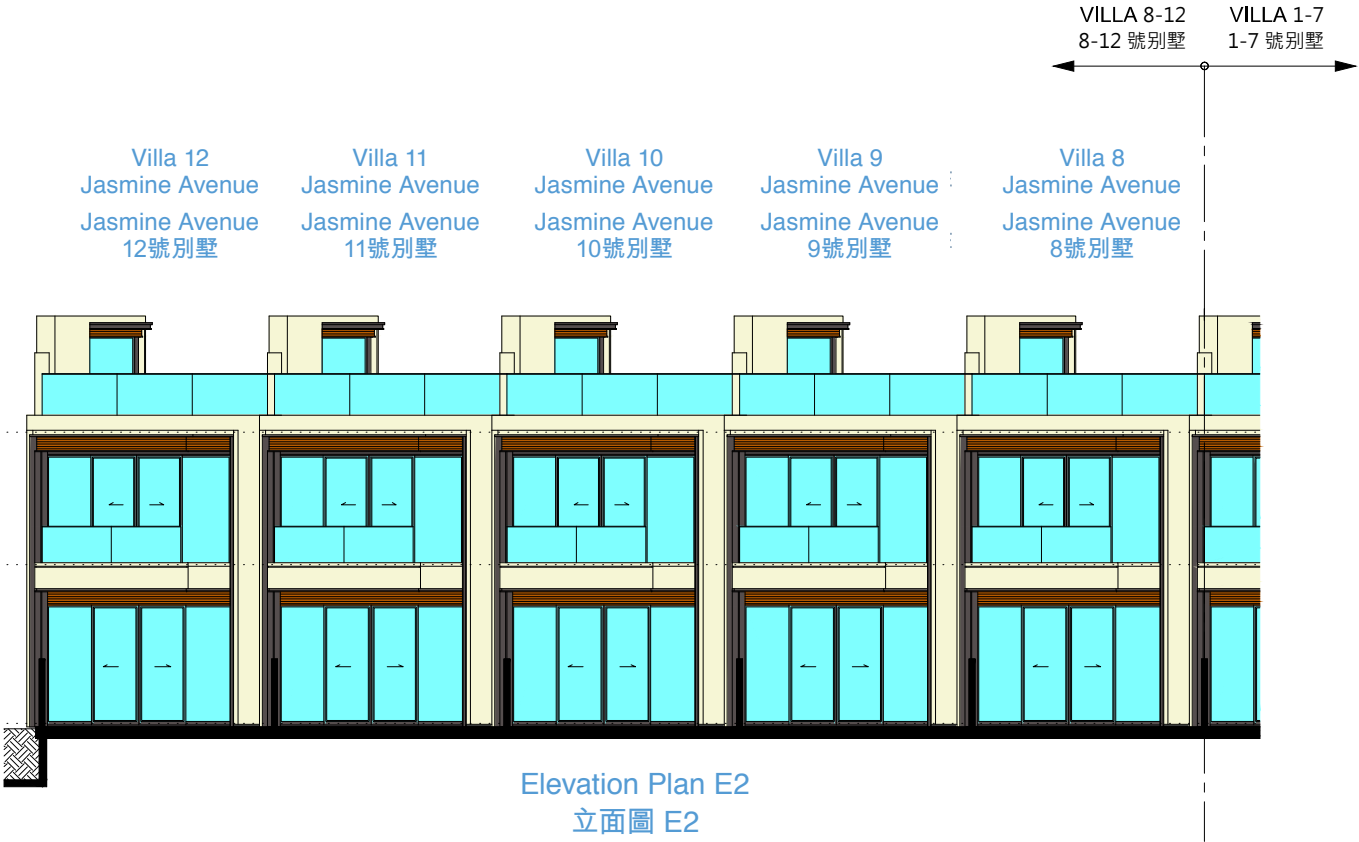 VILLA 8-12
8-12 號別墅
VILLA 1-7
1-7 號別墅
Villa 12
Jasmine Avenue
Jasmine Avenue
12號別墅
Villa 11
Jasmine Avenue
Jasmine Avenue
11號別墅
Villa 10
Jasmine Avenue
Jasmine Avenue
10號別墅
Villa 9
Jasmine Avenue
Jasmine Avenue
9號別墅
Villa 8
Jasmine Avenue
Jasmine Avenue
8號別墅
Elevation Plan E2
立面圖 E2